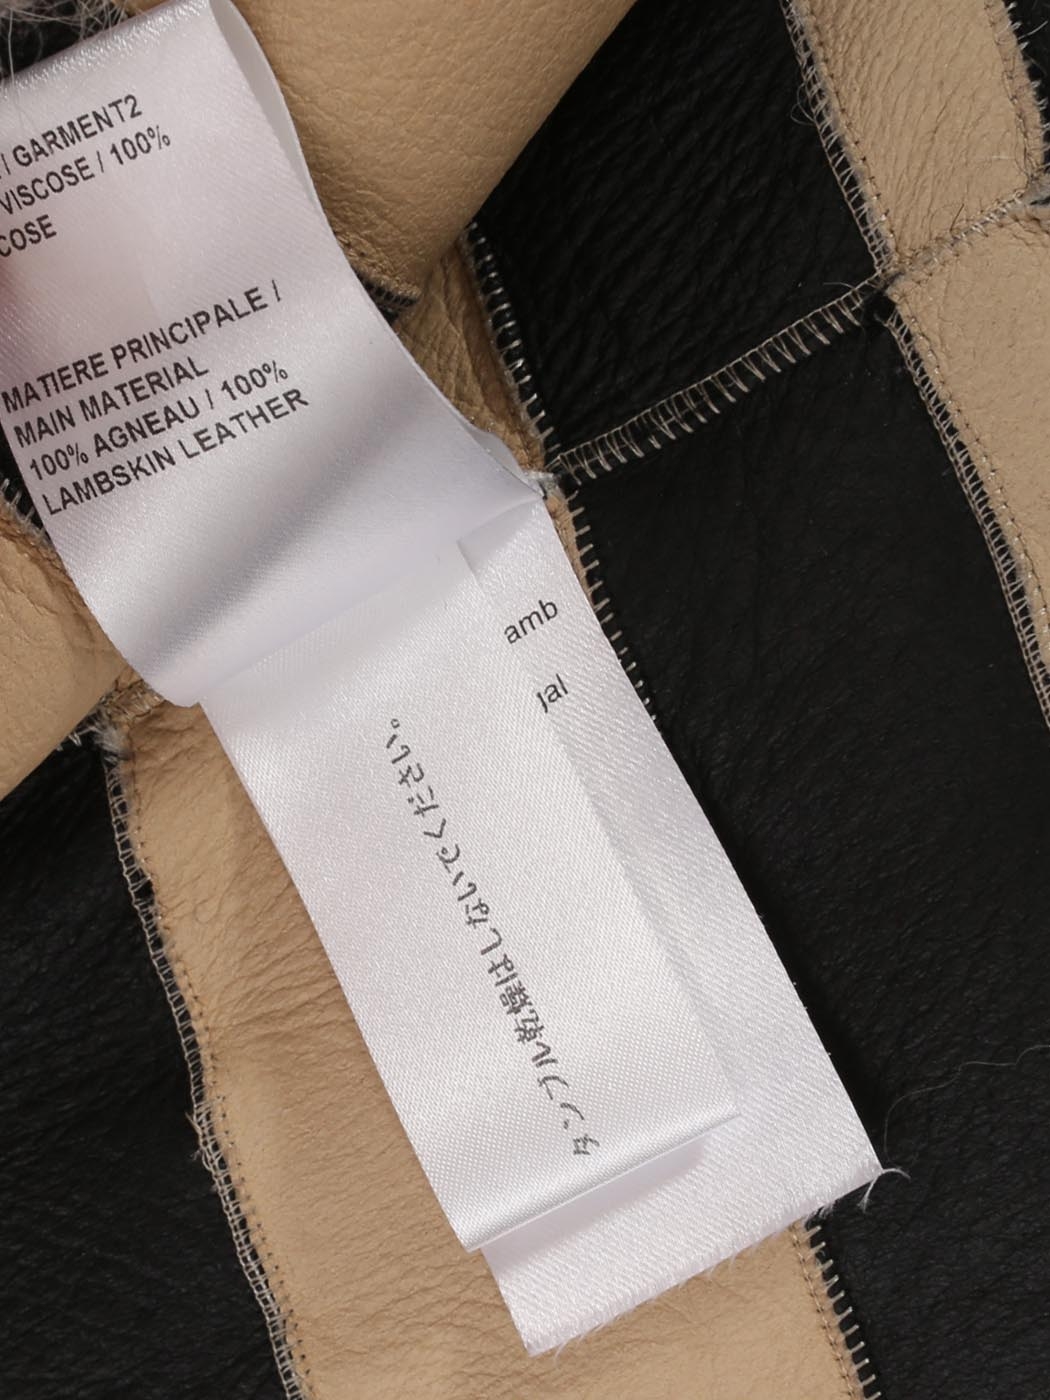 / GARMENT2
VISCOSE / 100%
COSE
MATIERE PRINCIPALE /
MAIN MATERIAL
100% AGNEAU / 100%
LAMBSKIN LEATHER
amb
jal
タンブル乾燥はしないでください。